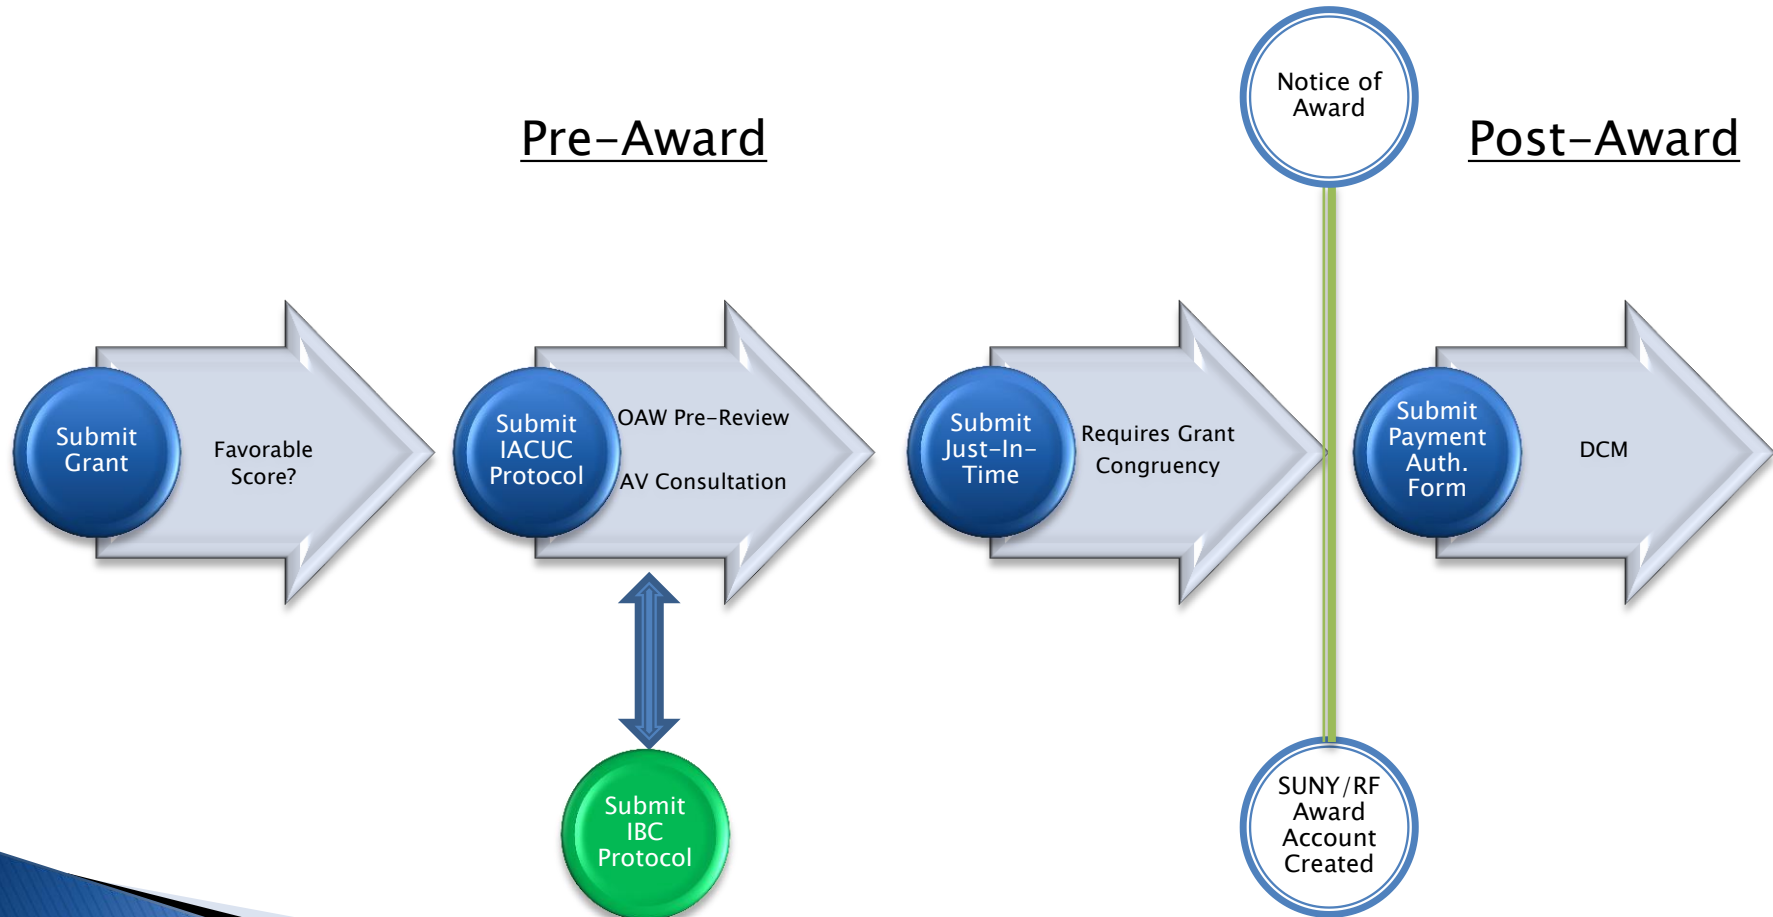 Pre-Award
Notice of
Award
Post-Award
Submit
Grant
Favorable
Score?
Submit
IACUC
Protocol
OAW Pre-Review
AV Consultation
Submit
Just-In-
Time
Requires Grant
Congruency
Submit
Payment
Auth.
Form
DCM
Submit
IBC
Protocol
SUNY/RF
Award
Account
Created